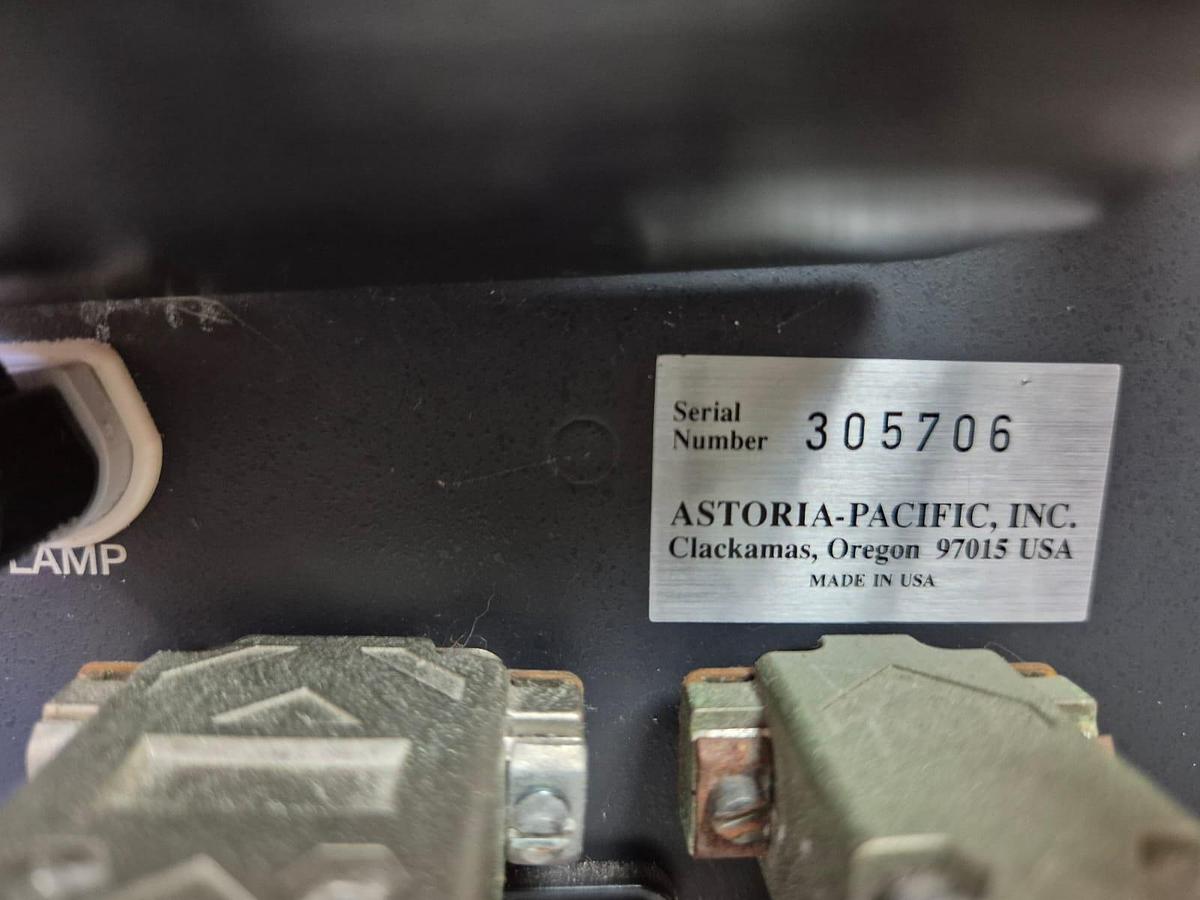 Serial
Number 305706
ASTORIA-PACIFIC, INC.
Clackamas, Oregon 97015 USA
MADE IN USA
LAMP